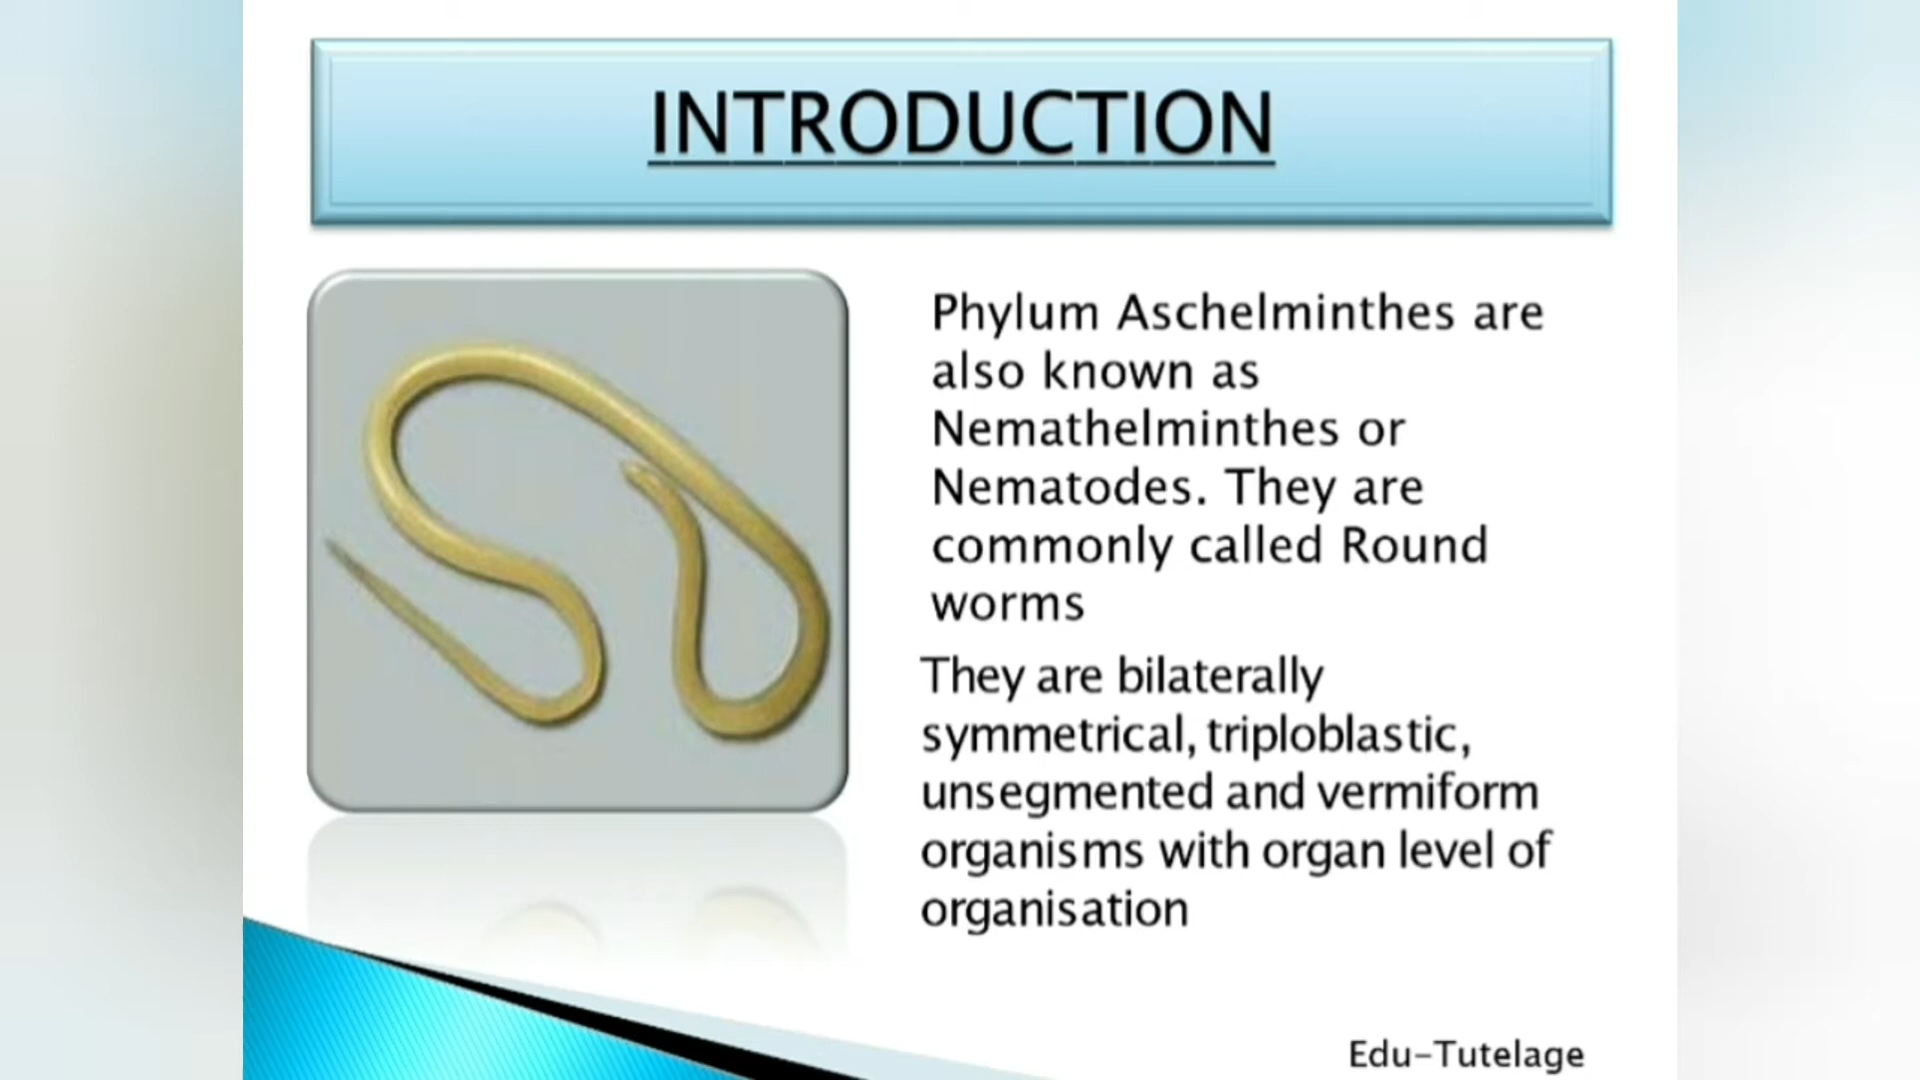 INTRODUCTION
Phylum Aschelminthes are
also known as
Nemathelminthes or
Nematodes. They are
commonly called Round
worms
They are bilaterally
symmetrical, triploblastic,
unsegmented and vermiform
organisms with organ level of
organisation
Edu-Tutelage